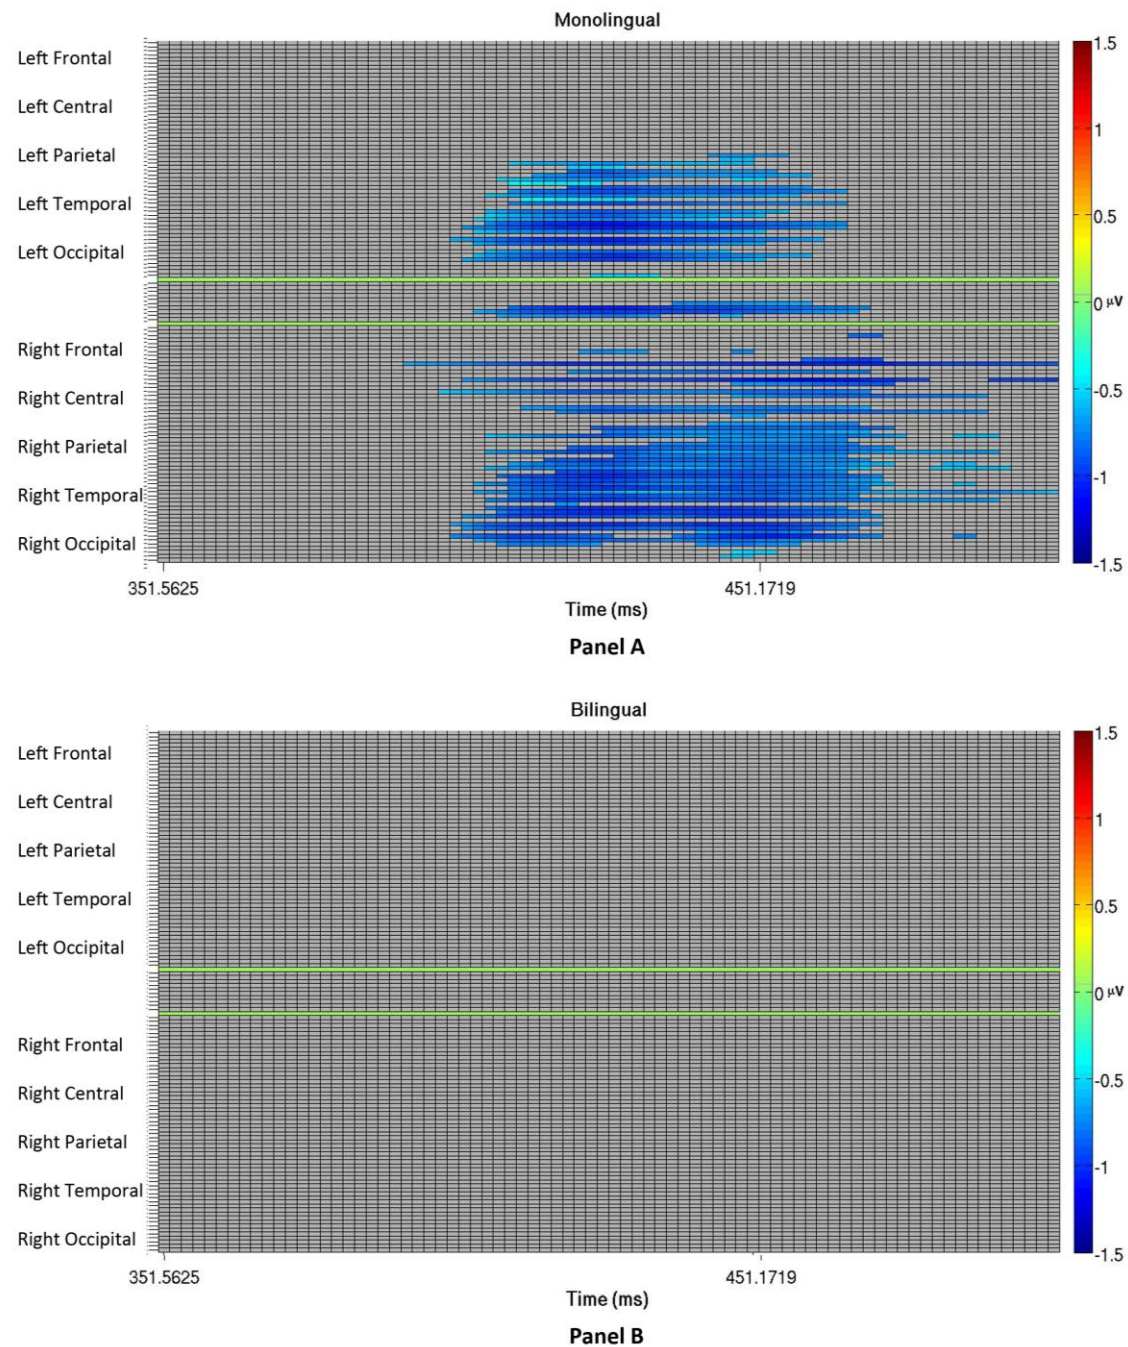 Monolingual
Left Frontal
Left Central
Left Parietal
Left Temporal
Left Occipital
Right Frontal
Right Central
Right Parietal
Right Temporal
Right Occipital
1.5
1
0.5
0 μV
-0.5
-1
-1.5
351.5625 451.1719
Time (ms)
Panel A
Bilingual
Left Frontal
Left Central
Left Parietal
Left Temporal
Left Occipital
Right Frontal
Right Central
Right Parietal
Right Temporal
Right Occipital
1.5
1
0.5
0 μV
-0.5
-1
-1.5
351.5625 451.1719
Time (ms)
Panel B